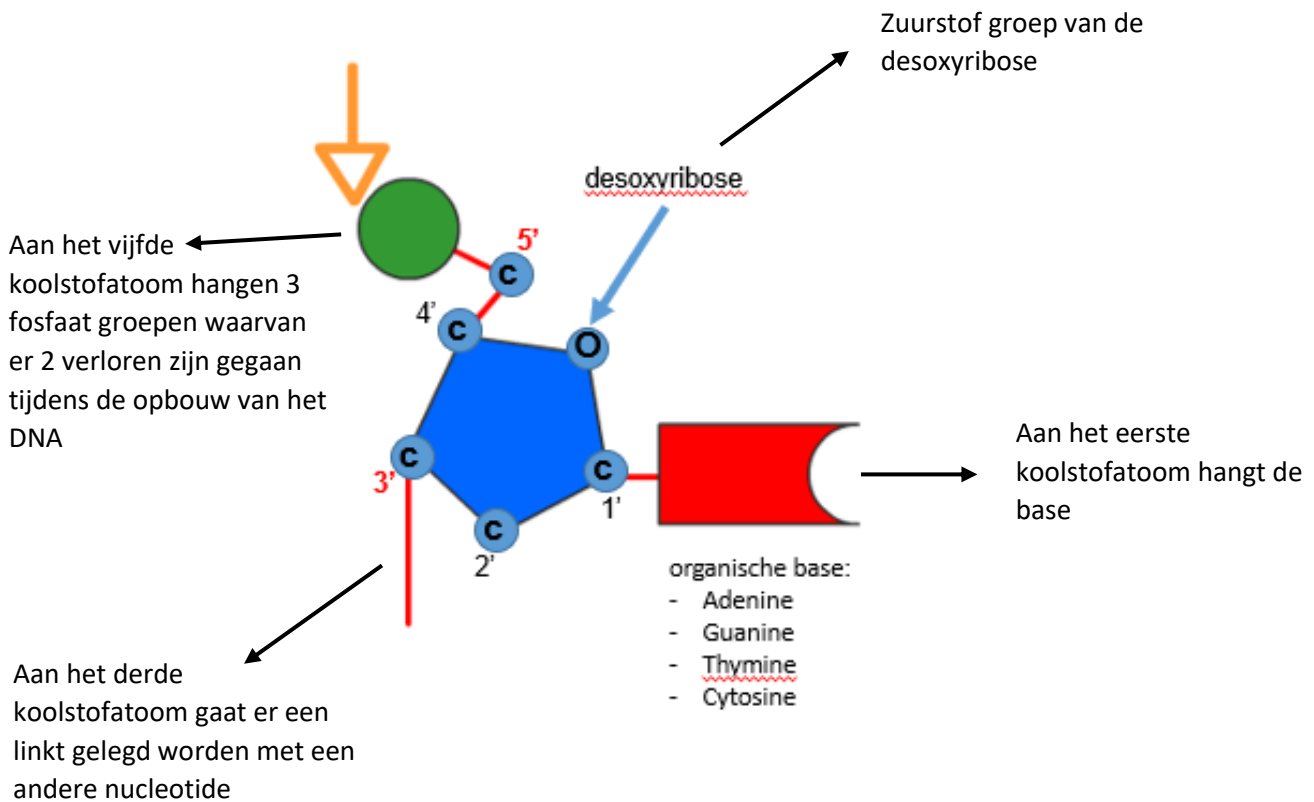 Zuurstof groep van de
desoxyribose
desoxyribose
Aan het vijfde
koolstofatoom hangen 3
fosfaat groepen waarvan
er 2 verloren zijn gegaan
tijdens de opbouw van het
DNA
5'
C
4'
C
O
C
3'
C
1'
C
2'
Aan het eerste
koolstofatoom hangt de
base
organische base:
- Adenine
- Guanine
- Thymine
- Cytosine
Aan het derde
koolstofatoom gaat er een
linkt gelegd worden met een
andere nucleotide